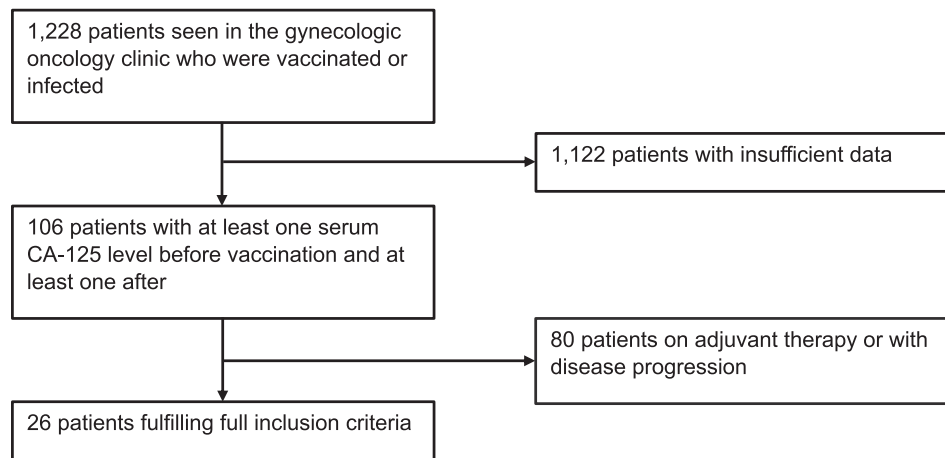 1,228 patients seen in the gynecologic
oncology clinic who were vaccinated or
infected
1,122 patients with insufficient data
106 patients with at least one serum
CA-125 level before vaccination and at
least one after
80 patients on adjuvant therapy or with
disease progression
26 patients fulfilling full inclusion criteria